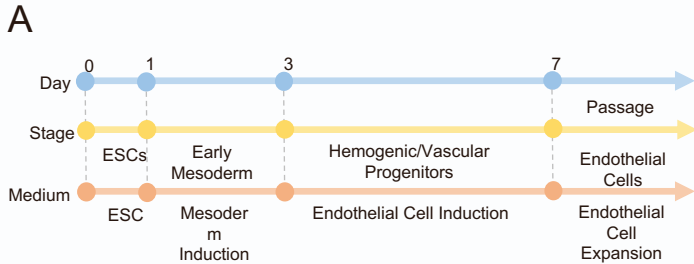 A
0 1 3 7
Day
Passage
Stage
ESCs Early Hemogenic/Vascular Endothelial
Mesoderm Progenitors Cells
Medium
ESC Mesoder Endothelial Cell Induction Endothelial
m Cell
Induction Expansion